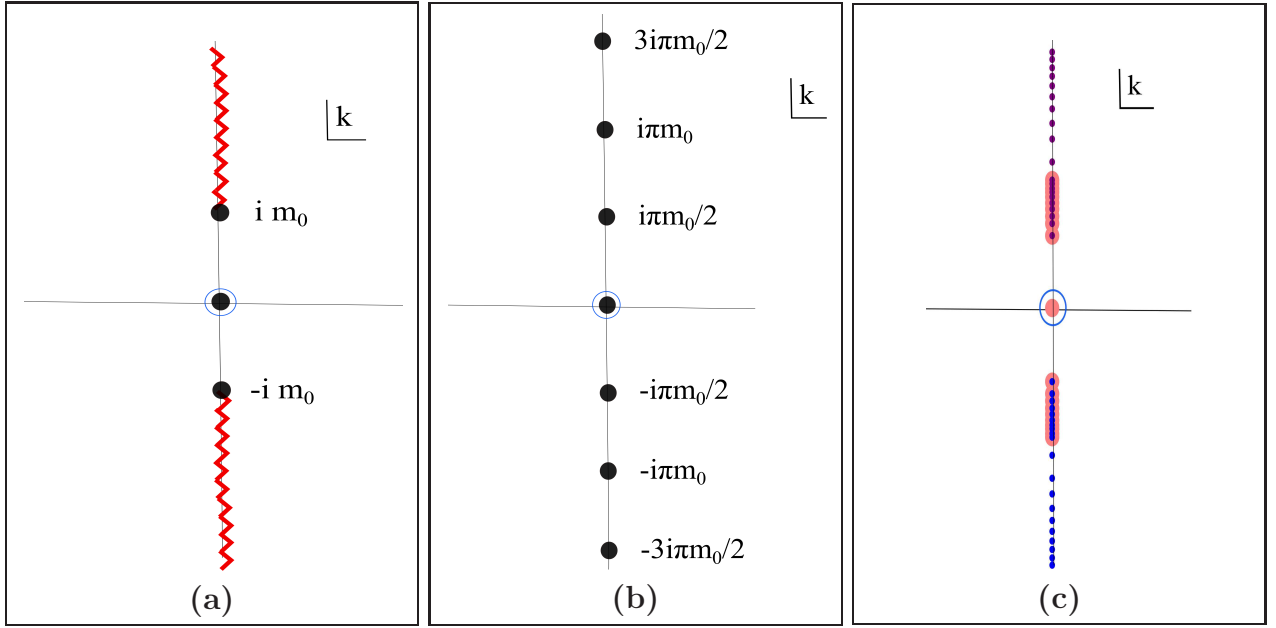 k
i m₀
-i m₀
(a)
3iπm₀/2
k
iπm₀
iπm₀/2
-iπm₀/2
-iπm₀
-3iπm₀/2
(b)
k
(c)